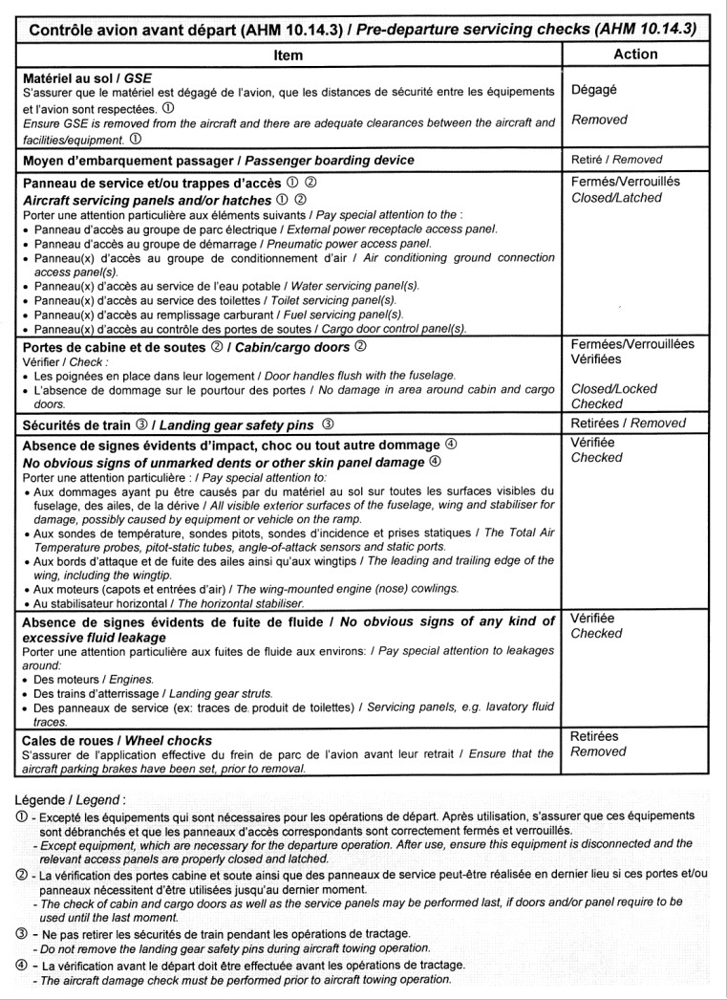 Contrôle avion avant départ (AHM 10.14.3) / Pre-departure servicing checks (AHM 10.14.3)
Item
Action
Matériel au sol / GSE
S'assurer que le matériel est dégagé de l'avion, que les distances de sécurité entre les équipements
et l'avion sont respectées. ①
Ensure GSE is removed from the aircraft and there are adequate clearances between the aircraft and
facilities/equipment. ①
Dégagé
Removed
Moyen d'embarquement passager / Passenger boarding device
Retiré / Removed
Panneau de service et/ou trappes d'accès ① ②
Aircraft servicing panels and/or hatches ① ②
Porter une attention particulière aux éléments suivants / Pay special attention to the :
• Panneau d'accès au groupe de parc électrique / External power receptacle access panel.
• Panneau d'accès au groupe de démarrage / Pneumatic power access panel.
• Panneau(x) d'accès au groupe de conditionnement d'air / Air conditioning ground connection
access panel(s).
• Panneau(x) d'accès au service de l'eau potable / Water servicing panel(s).
• Panneau(x) d'accès au service des toilettes / Toilet servicing panel(s).
• Panneau(x) d'accès au remplissage carburant / Fuel servicing panel(s).
• Panneau(x) d'accès au contrôle des portes de soutes / Cargo door control panel(s).
Fermés/Verrouillés
Closed/Latched
Portes de cabine et de soutes ② / Cabin/cargo doors ②
Vérifier / Check :
• Les poignées en place dans leur logement / Door handles flush with the fuselage.
• L'absence de dommage sur le pourtour des portes / No damage in area around cabin and cargo
doors.
Fermées/Verrouillées
Vérifiées
Closed/Locked
Checked
Sécurités de train ③ / Landing gear safety pins ③
Retirées / Removed
Absence de signes évidents d'impact, choc ou tout autre dommage ④
No obvious signs of unmarked dents or other skin panel damage ④
Porter une attention particulière : / Pay special attention to:
• Aux dommages ayant pu être causés par du matériel au sol sur toutes les surfaces visibles du
fuselage, des ailes, de la dérive / All visible exterior surfaces of the fuselage, wing and stabiliser for
damage, possibly caused by equipment or vehicle on the ramp.
• Aux sondes de température, sondes pitots, sondes d'incidence et prises statiques / The Total Air
Temperature probes, pitot-static tubes, angle-of-attack sensors and static ports.
• Aux bords d'attaque et de fuite des ailes ainsi qu'aux wingtips / The leading and trailing edge of the
wing, including the wingtip.
• Aux moteurs (capots et entrées d'air) / The wing-mounted engine (nose) cowlings.
• Au stabilisateur horizontal / The horizontal stabiliser.
Vérifiée
Checked
Absence de signes évidents de fuite de fluide / No obvious signs of any kind of
excessive fluid leakage
Porter une attention particulière aux fuites de fluide aux environs: / Pay special attention to leakages
around:
• Des moteurs / Engines.
• Des trains d'atterrissage / Landing gear struts.
• Des panneaux de service (ex: traces de produit de toilettes) / Servicing panels, e.g. lavatory fluid
traces.
Vérifiée
Checked
Cales de roues / Wheel chocks
S'assurer de l'application effective du frein de parc de l'avion avant leur retrait / Ensure that the
aircraft parking brakes have been set, prior to removal.
Retirées
Removed
Légende / Legend :
① - Excepté les équipements qui sont nécessaires pour les opérations de départ. Après utilisation, s'assurer que ces équipements
sont débranchés et que les panneaux d'accès correspondants sont correctement fermés et verrouillés.
- Except equipment, which are necessary for the departure operation. After use, ensure this equipment is disconnected and the
relevant access panels are properly closed and latched.
② - La vérification des portes cabine et soute ainsi que des panneaux de service peut-être réalisée en dernier lieu si ces portes et/ou
panneaux nécessitent d'être utilisées jusqu'au dernier moment.
- The check of cabin and cargo doors as well as the service panels may be performed last, if doors and/or panel require to be
used until the last moment.
③ - Ne pas retirer les sécurités de train pendant les opérations de tractage.
- Do not remove the landing gear safety pins during aircraft towing operation.
④ - La vérification avant le départ doit être effectuée avant les opérations de tractage.
- The aircraft damage check must be performed prior to aircraft towing operation.